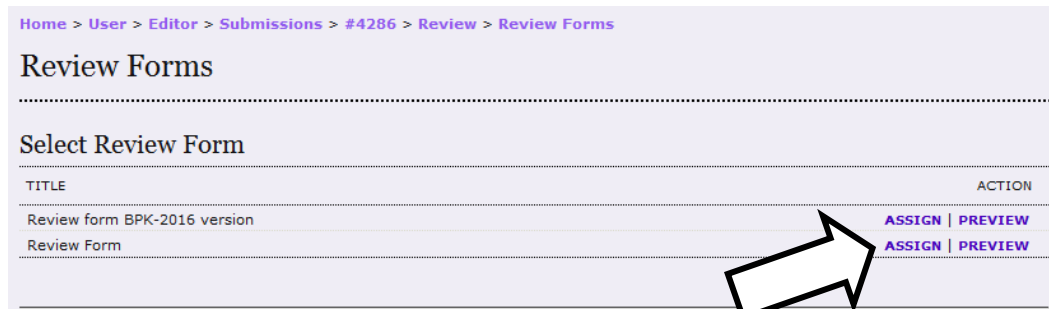 Home > User > Editor > Submissions > #4286 > Review > Review Forms
Review Forms
Select Review Form
TITLE ACTION
Review form BPK-2016 version ASSIGN | PREVIEW
Review Form ASSIGN | PREVIEW